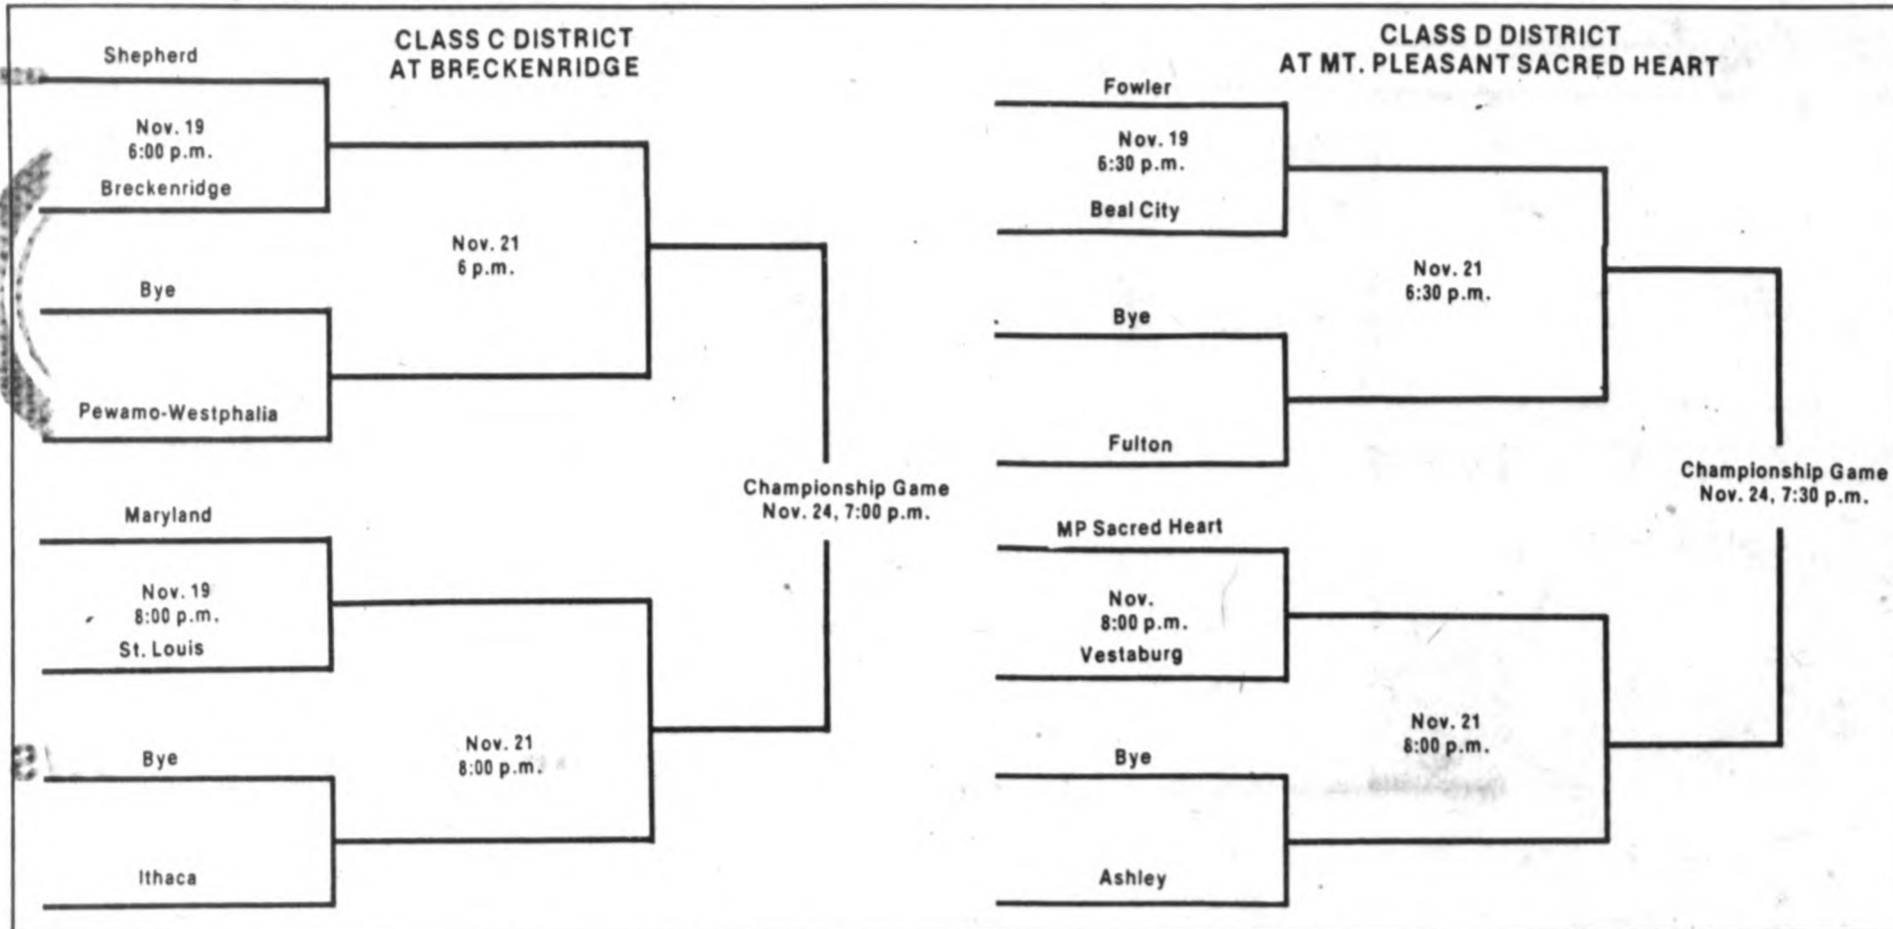 CLASS C DISTRICT
AT BRECKENRIDGE
Shepherd
Nov. 19
6:00 p.m.
Breckenridge
Nov. 21
6 p.m.
Bye
Pewamo-Westphalia
Championship Game
Nov. 24, 7:00 p.m.
Maryland
Nov. 19
8:00 p.m.
St. Louis
Nov. 21
8:00 p.m.
Bye
Ithaca
CLASS D DISTRICT
AT MT. PLEASANT SACRED HEART
Fowler
Nov. 19
6:30 p.m.
Beal City
Nov. 21
6:30 p.m.
Bye
Fulton
Championship Game
Nov. 24, 7:30 p.m.
MP Sacred Heart
Nov.
8:00 p.m.
Vestaburg
Nov. 21
8:00 p.m.
Bye
Ashley